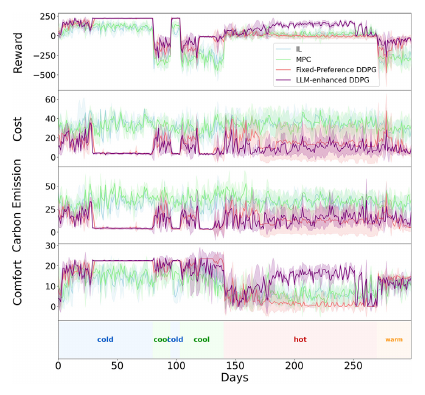 Reward
250
0
−250
−500
IL
MPC
Fixed-Preference DDPG
LLM-enhanced DDPG
Cost
60
40
20
0
Carbon Emission
50
25
0
Comfort
30
20
10
0
cold
cool
cold
cool
hot
warm
0 50 100 150 200 250
Days